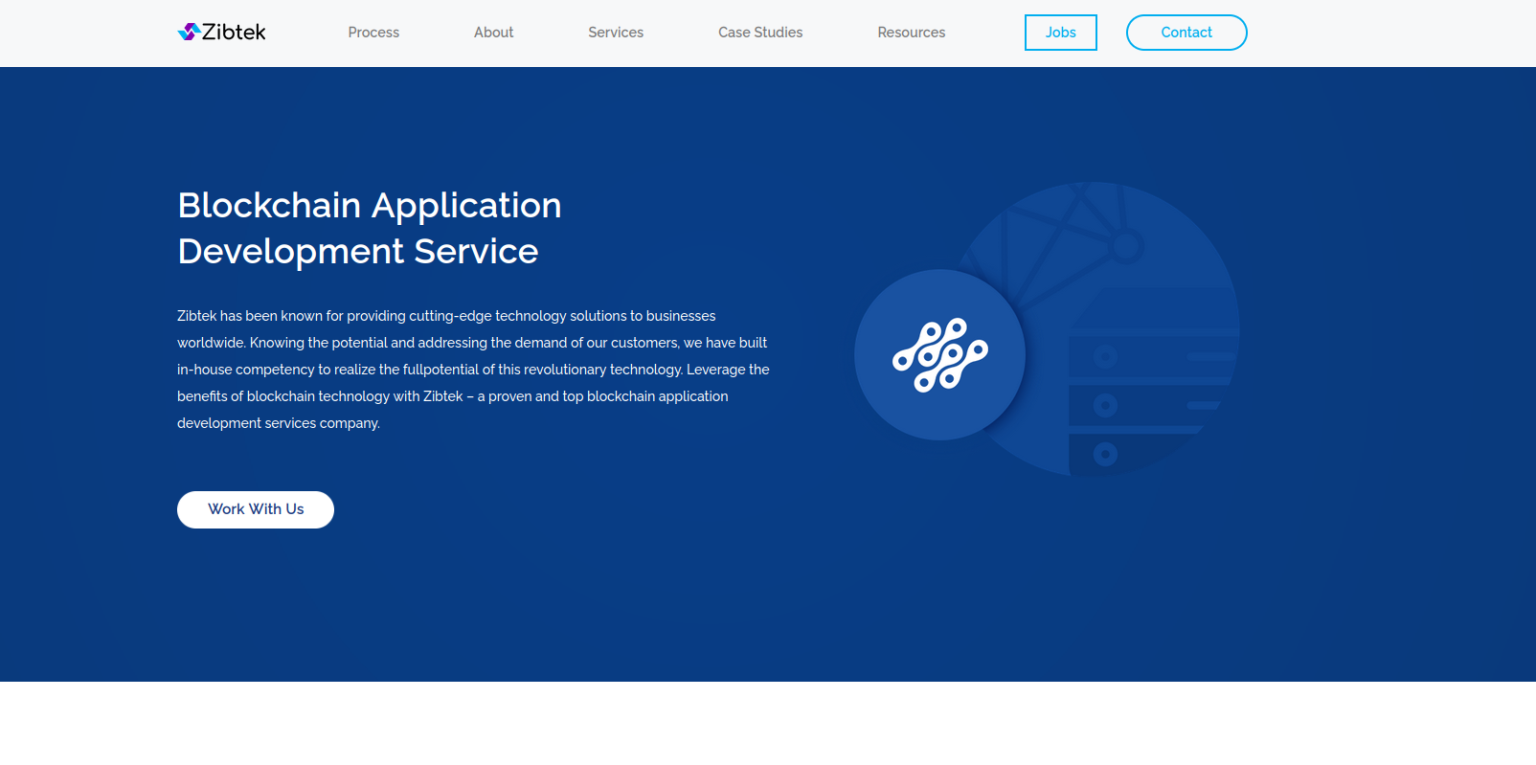 Zibtek
Process
About
Services
Case Studies
Resources
Jobs
Contact
Blockchain Application
Development Service
Zibtek has been known for providing cutting-edge technology solutions to businesses
worldwide. Knowing the potential and addressing the demand of our customers, we have built
in-house competency to realize the fullpotential of this revolutionary technology. Leverage the
benefits of blockchain technology with Zibtek – a proven and top blockchain application
development services company.
Work With Us